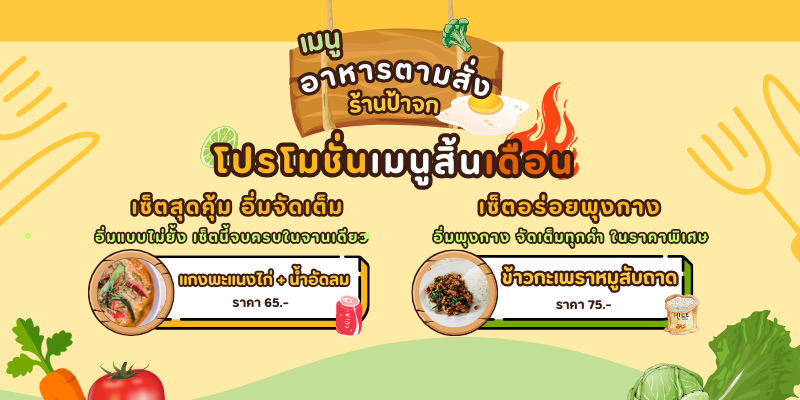 เมนู
อาหารตามสั่ง
ร้านป้าจก
โปรโมชั่นเมนูสิ้นเดือน
เซ็ตสุดคุ้ม อิ่มจัดเต็ม
อิ่มแบบไม่ยั้ง เซ็ตนี้จบครบในจานเดียว
แกงพะแนงไก่ + น้ำอัดลม
ราคา 65.-
COLA
เซ็ตอร่อยพุงกาง
อิ่มพุงกาง จัดเต็มทุกคำ ในราคาพิเศษ
ข้าวกะเพราหมูสับถาด
ราคา 75.-
RICE